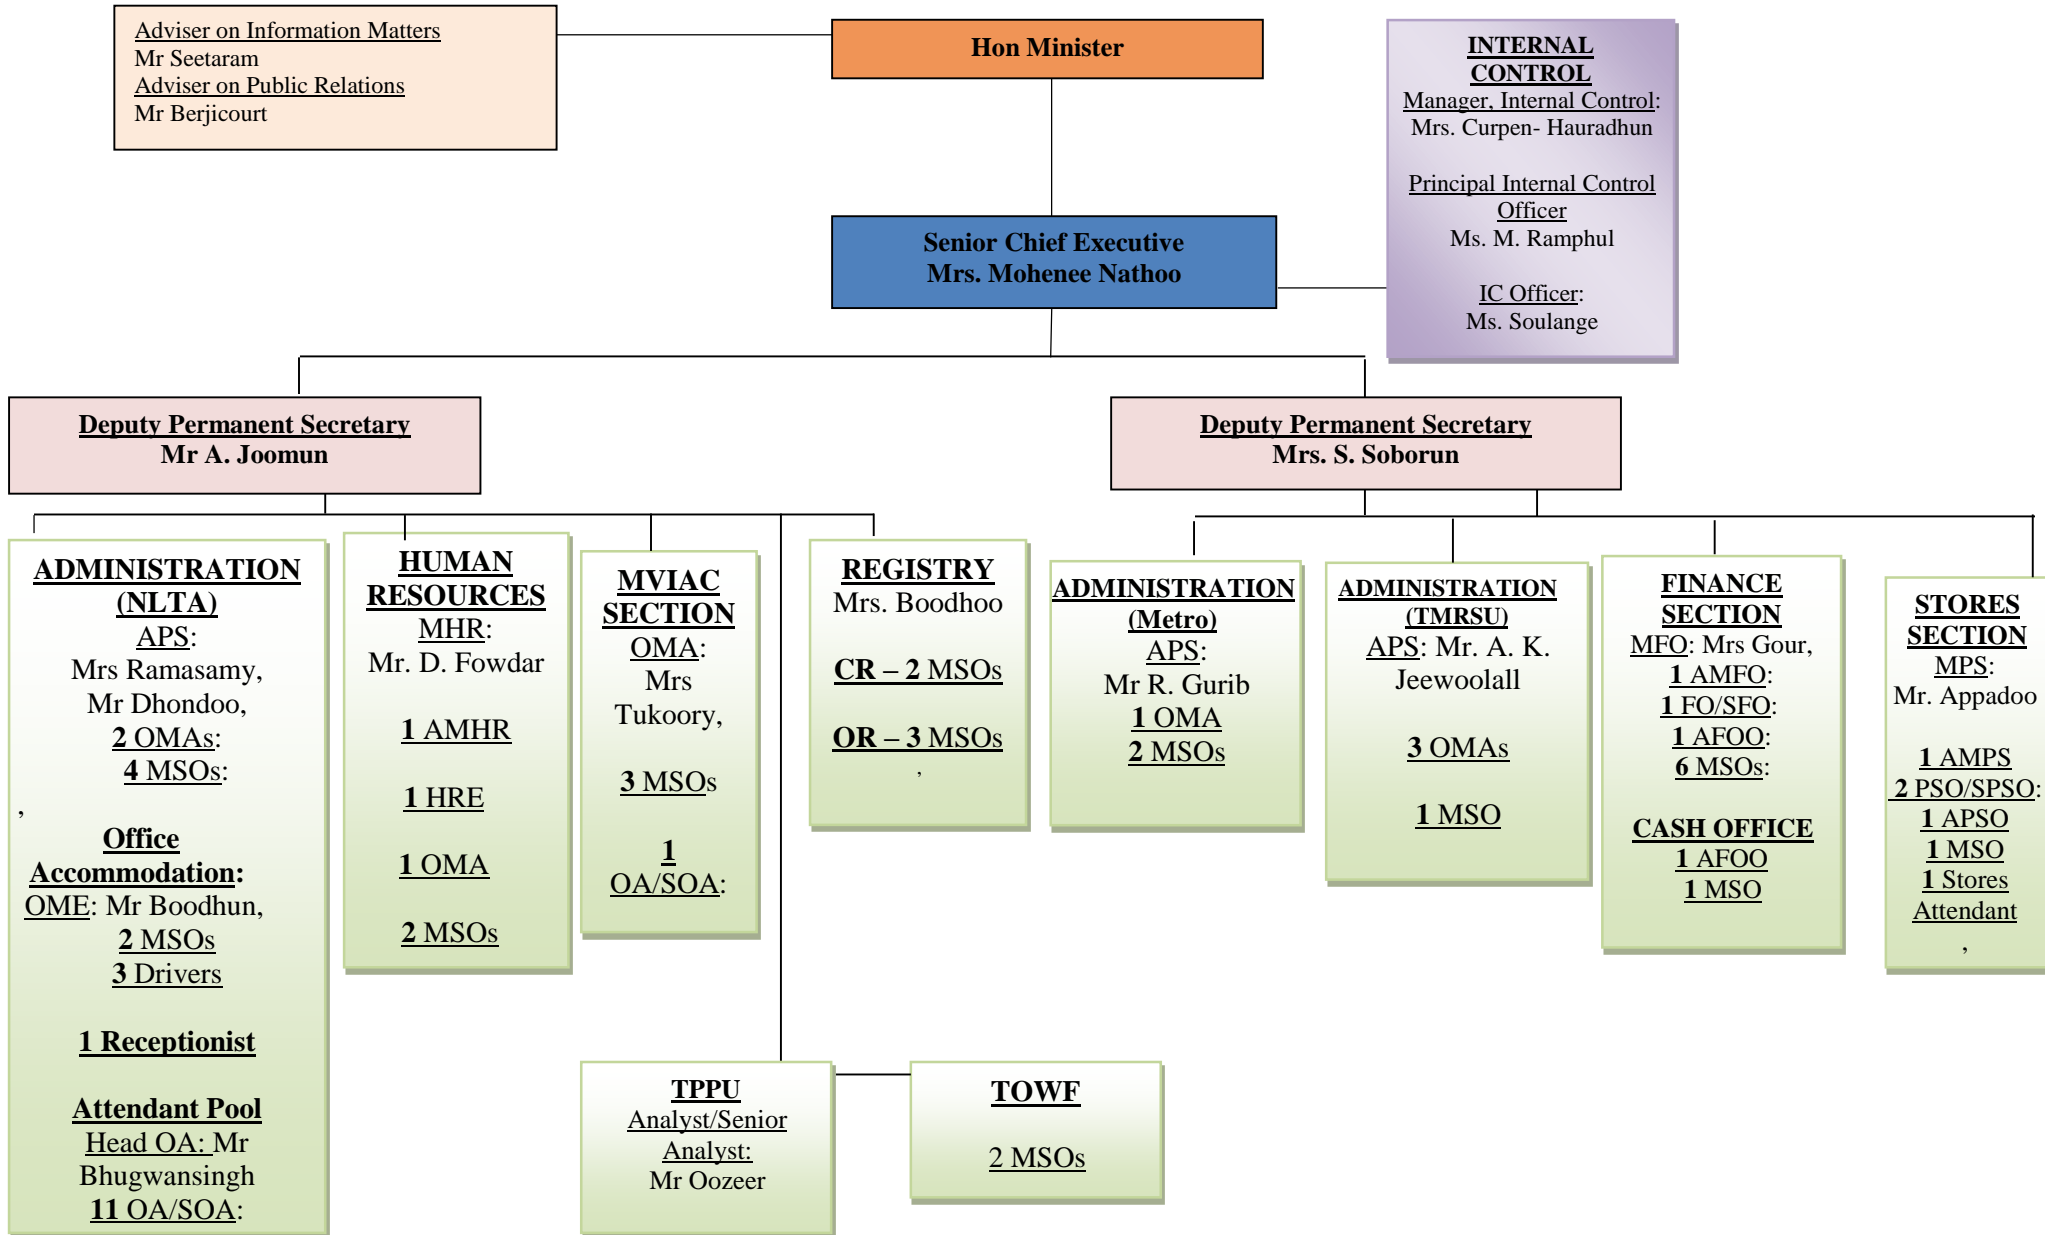 Adviser on Information Matters
Mr Seetaram
Adviser on Public Relations
Mr Berjicourt
Hon Minister
INTERNAL
CONTROL
Manager, Internal Control:
Mrs. Curpen- Hauradhun
Principal Internal Control
Officer
Ms. M. Ramphul
IC Officer:
Ms. Soulange
Senior Chief Executive
Mrs. Mohenee Nathoo
Deputy Permanent Secretary
Mr A. Joomun
Deputy Permanent Secretary
Mrs. S. Soborun
ADMINISTRATION
(NLTA)
APS:
Mrs Ramasamy,
Mr Dhondoo,
2 OMAs:
4 MSOs:
,
Office
Accommodation:
OME: Mr Boodhun,
2 MSOs
3 Drivers
1 Receptionist
Attendant Pool
Head OA: Mr
Bhugwansingh
11 OA/SOA:
HUMAN
RESOURCES
MHR:
Mr. D. Fowdar
1 AMHR
1 HRE
1 OMA
2 MSOs
MVIAC
SECTION
OMA:
Mrs
Tukoory,
3 MSOs
1
OA/SOA:
REGISTRY
Mrs. Boodhoo
CR – 2 MSOs
OR – 3 MSOs
,
TPPU
Analyst/Senior
Analyst:
Mr Oozeer
TOWF
2 MSOs
ADMINISTRATION
(Metro)
APS:
Mr R. Gurib
1 OMA
2 MSOs
ADMINISTRATION
(TMRSU)
APS: Mr. A. K.
Jeewoolall
3 OMAs
1 MSO
FINANCE
SECTION
MFO: Mrs Gour,
1 AMFO:
1 FO/SFO:
1 AFOO:
6 MSOs:
CASH OFFICE
1 AFOO
1 MSO
STORES
SECTION
MPS:
Mr. Appadoo
1 AMPS
2 PSO/SPSO:
1 APSO
1 MSO
1 Stores
Attendant
,